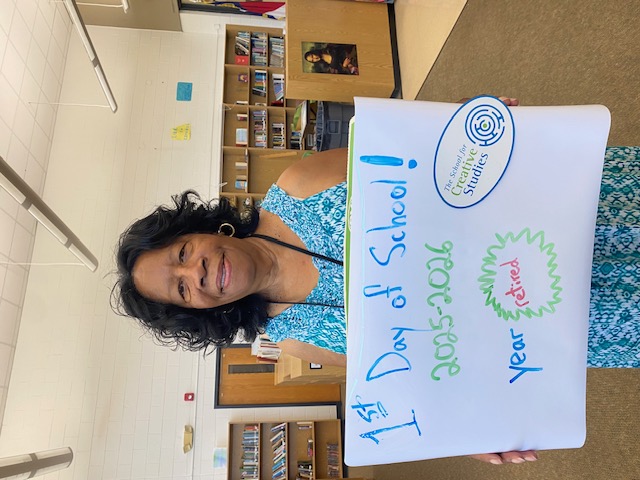 The School for
Creative
Studies
1st Day of School!
2025-2026
year retired